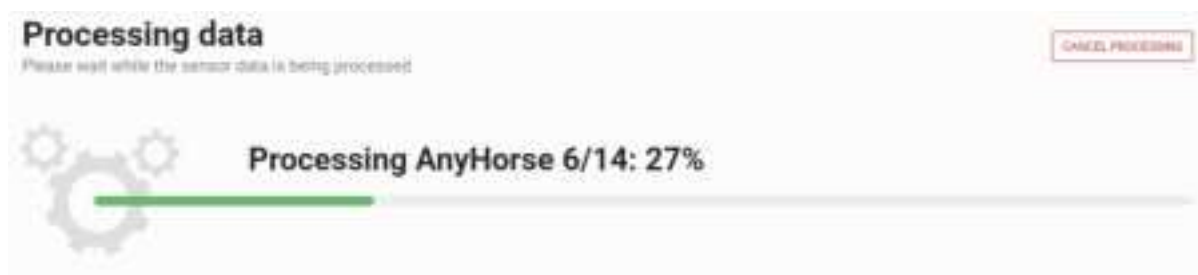 Processing data
CANCEL PROCESSING
Please wait while the sensor data is being processed
Processing AnyHorse 6/14: 27%